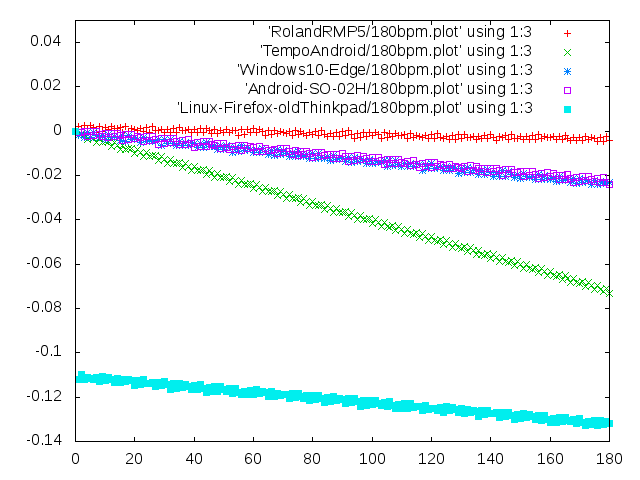 0.04
0.02
0
-0.02
-0.04
-0.06
-0.08
-0.1
-0.12
-0.14
0 20 40 60 80 100 120 140 160 180
'RolandRMP5/180bpm.plot' using 1:3
'TempoAndroid/180bpm.plot' using 1:3
'Windows10-Edge/180bpm.plot' using 1:3
'Android-SO-02H/180bpm.plot' using 1:3
'Linux-Firefox-oldThinkpad/180bpm.plot' using 1:3